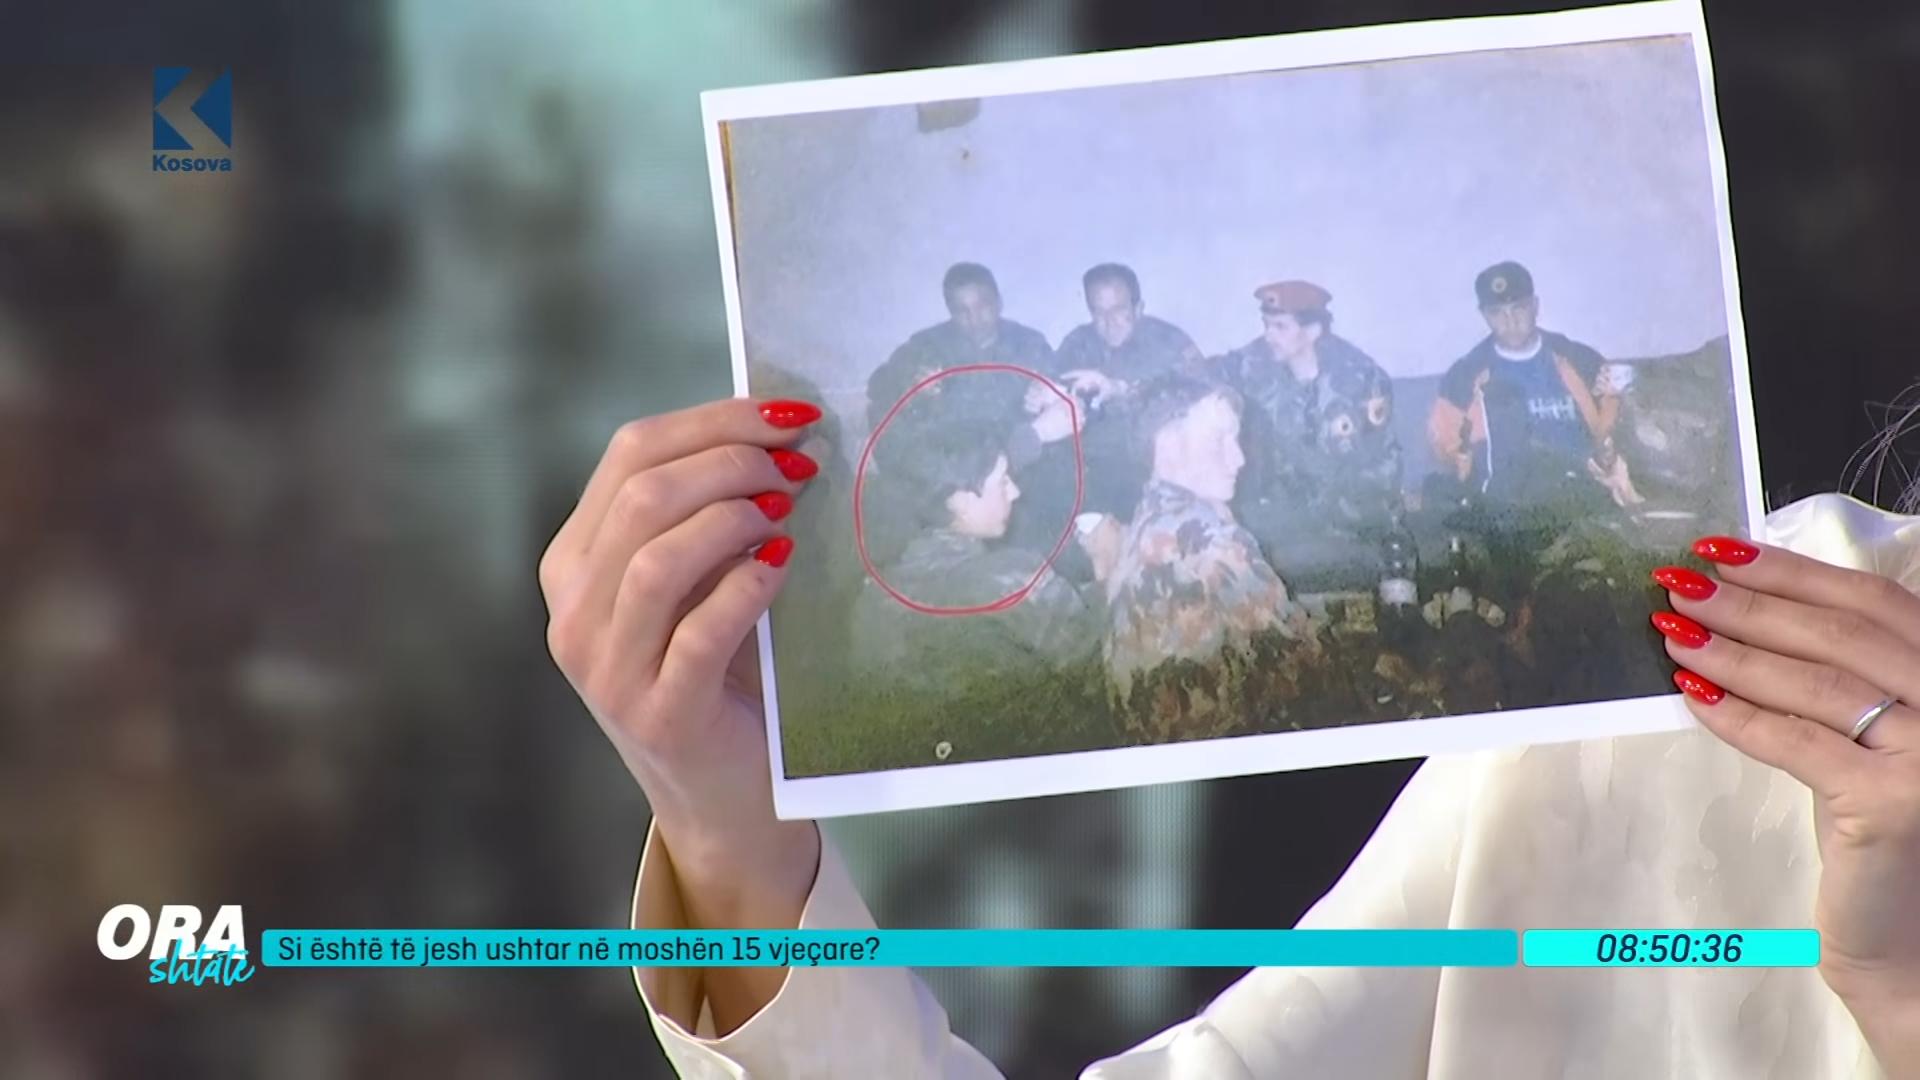 Kosova
ORA
shtatë
Si është të jesh ushtar në moshën 15 vjeçare?
08:50:36